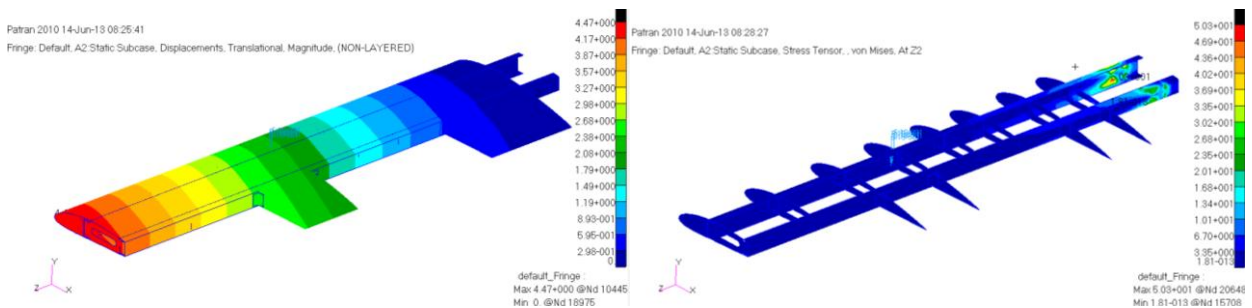 Patran 2010 14-Jun-13 08:25:41
Fringe: Default, A2:Static Subcase, Displacements, Translational, Magnitude, (NON-LAYERED)
4.47+000
4.17+000
3.87+000
3.57+000
3.27+000
2.98+000
2.68+000
2.38+000
2.08+000
1.79+000
1.49+000
1.19+000
8.93-001
5.95-001
2.98-001
0.
Y
Z
X
default_Fringe :
Max 4.47+000 @Nd 10445
Min 0. @Nd 18975
Patran 2010 14-Jun-13 08:28:27
Fringe: Default, A2:Static Subcase, Stress Tensor, , von Mises, At Z2
5.03+001
4.69+001
4.36+001
4.02+001
3.69+001
3.35+001
3.02+001
2.68+001
2.35+001
2.01+001
1.68+001
1.34+001
1.01+001
6.70+000
3.35+000
1.81-013
Y
Z
X
default_Fringe :
Max 5.03+001 @Nd 20648
Min 1.81-013 @Nd 15708